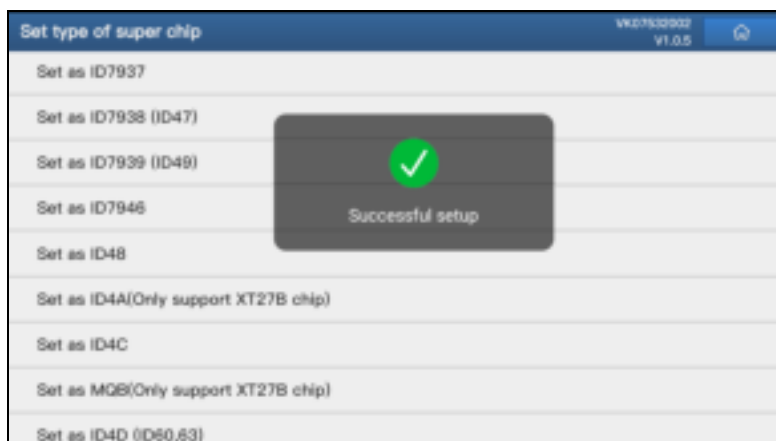 Set type of super chip
VKD7532002
V1.0.5
Set as ID7937
Set as ID7938 (ID47)
Set as ID7939 (ID49)
Set as ID7946
Successful setup
Set as ID48
Set as ID4A(Only support XT27B chip)
Set as ID4C
Set as MQB(Only support XT27B chip)
Set as ID4D (ID60,63)